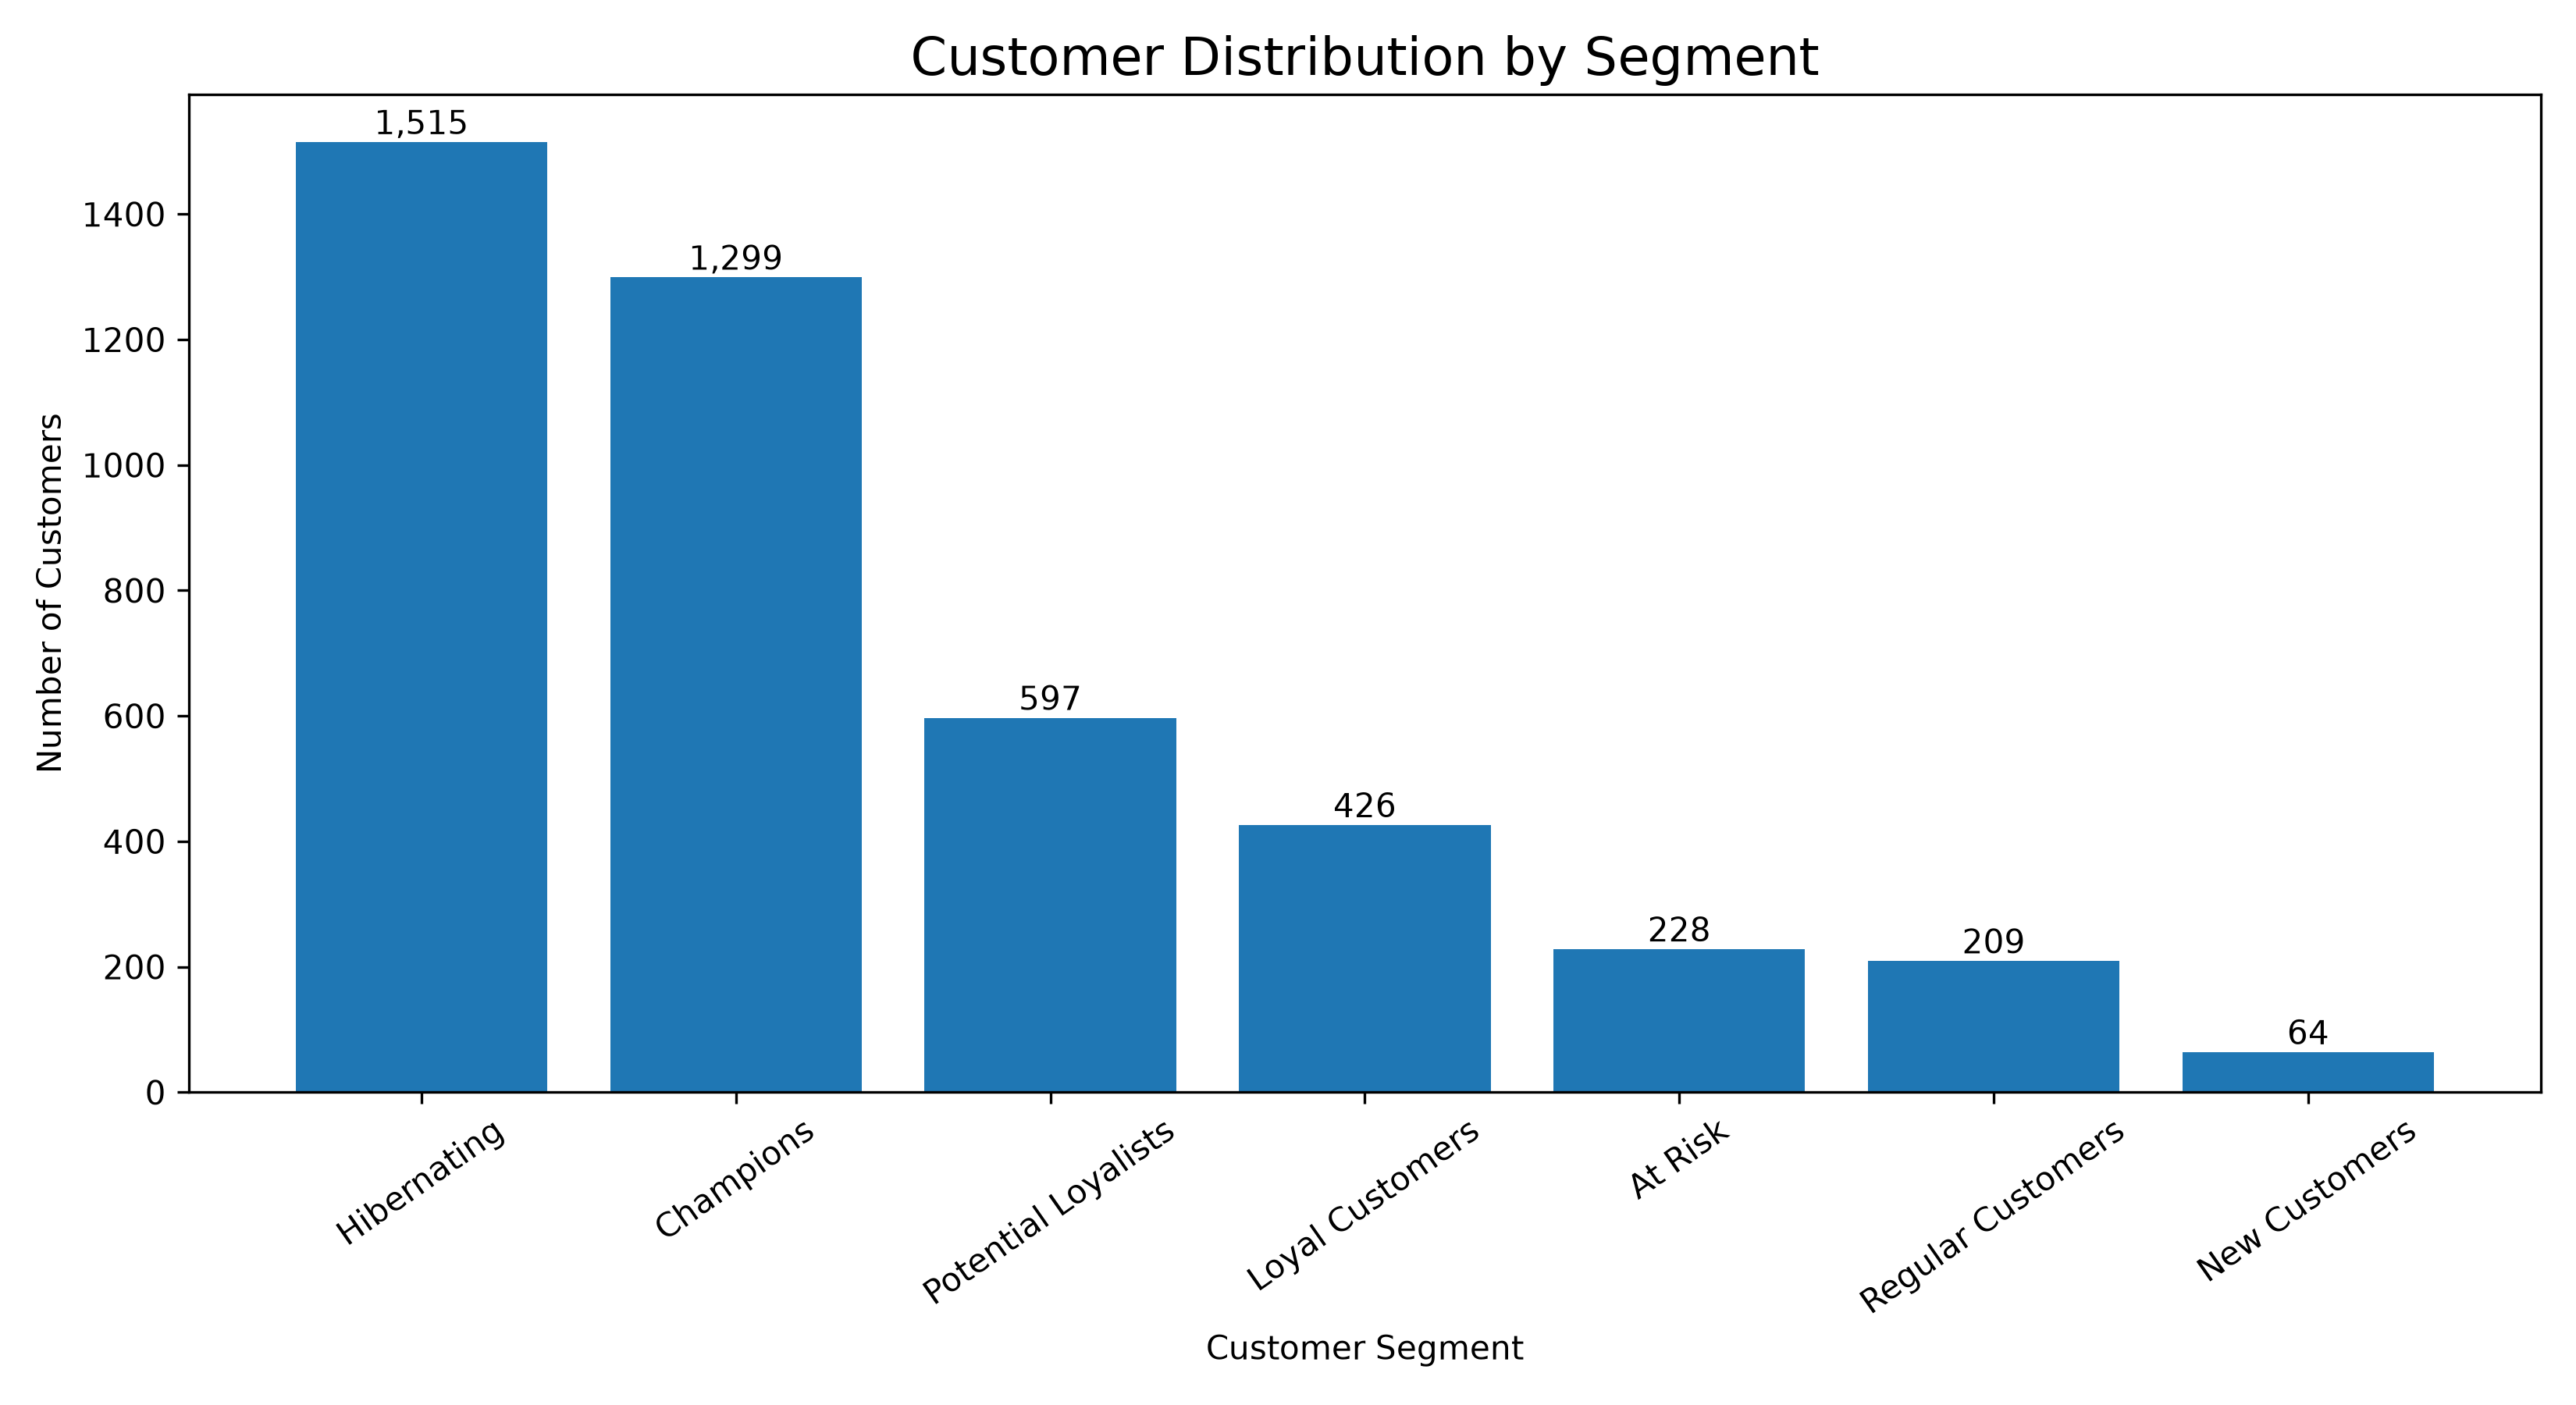 Customer Distribution by Segment
1,515
1,299
597
426
228
209
64
1400
1200
1000
800
600
400
200
0
Number of Customers
Hibernating
Champions
Potential Loyalists
Loyal Customers
At Risk
Regular Customers
New Customers
Customer Segment